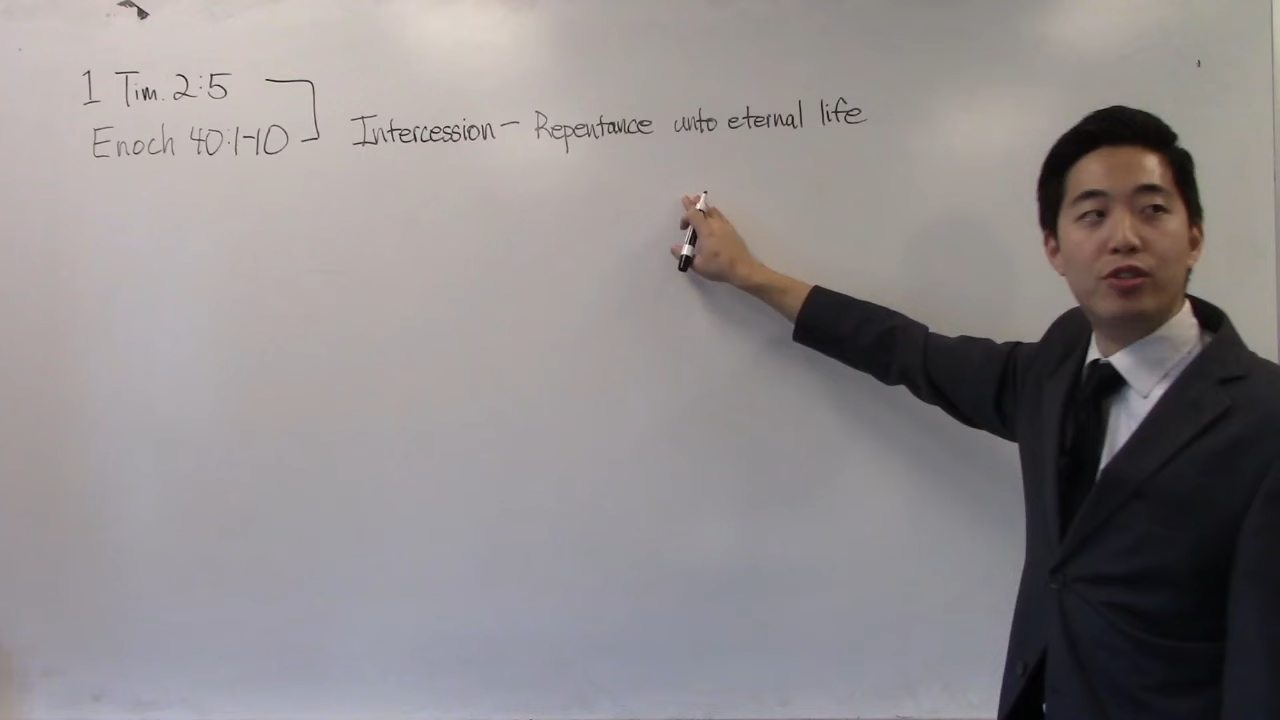 1 Tim. 2:5
Enoch 40:1-10
Intercession - Repentance unto eternal life